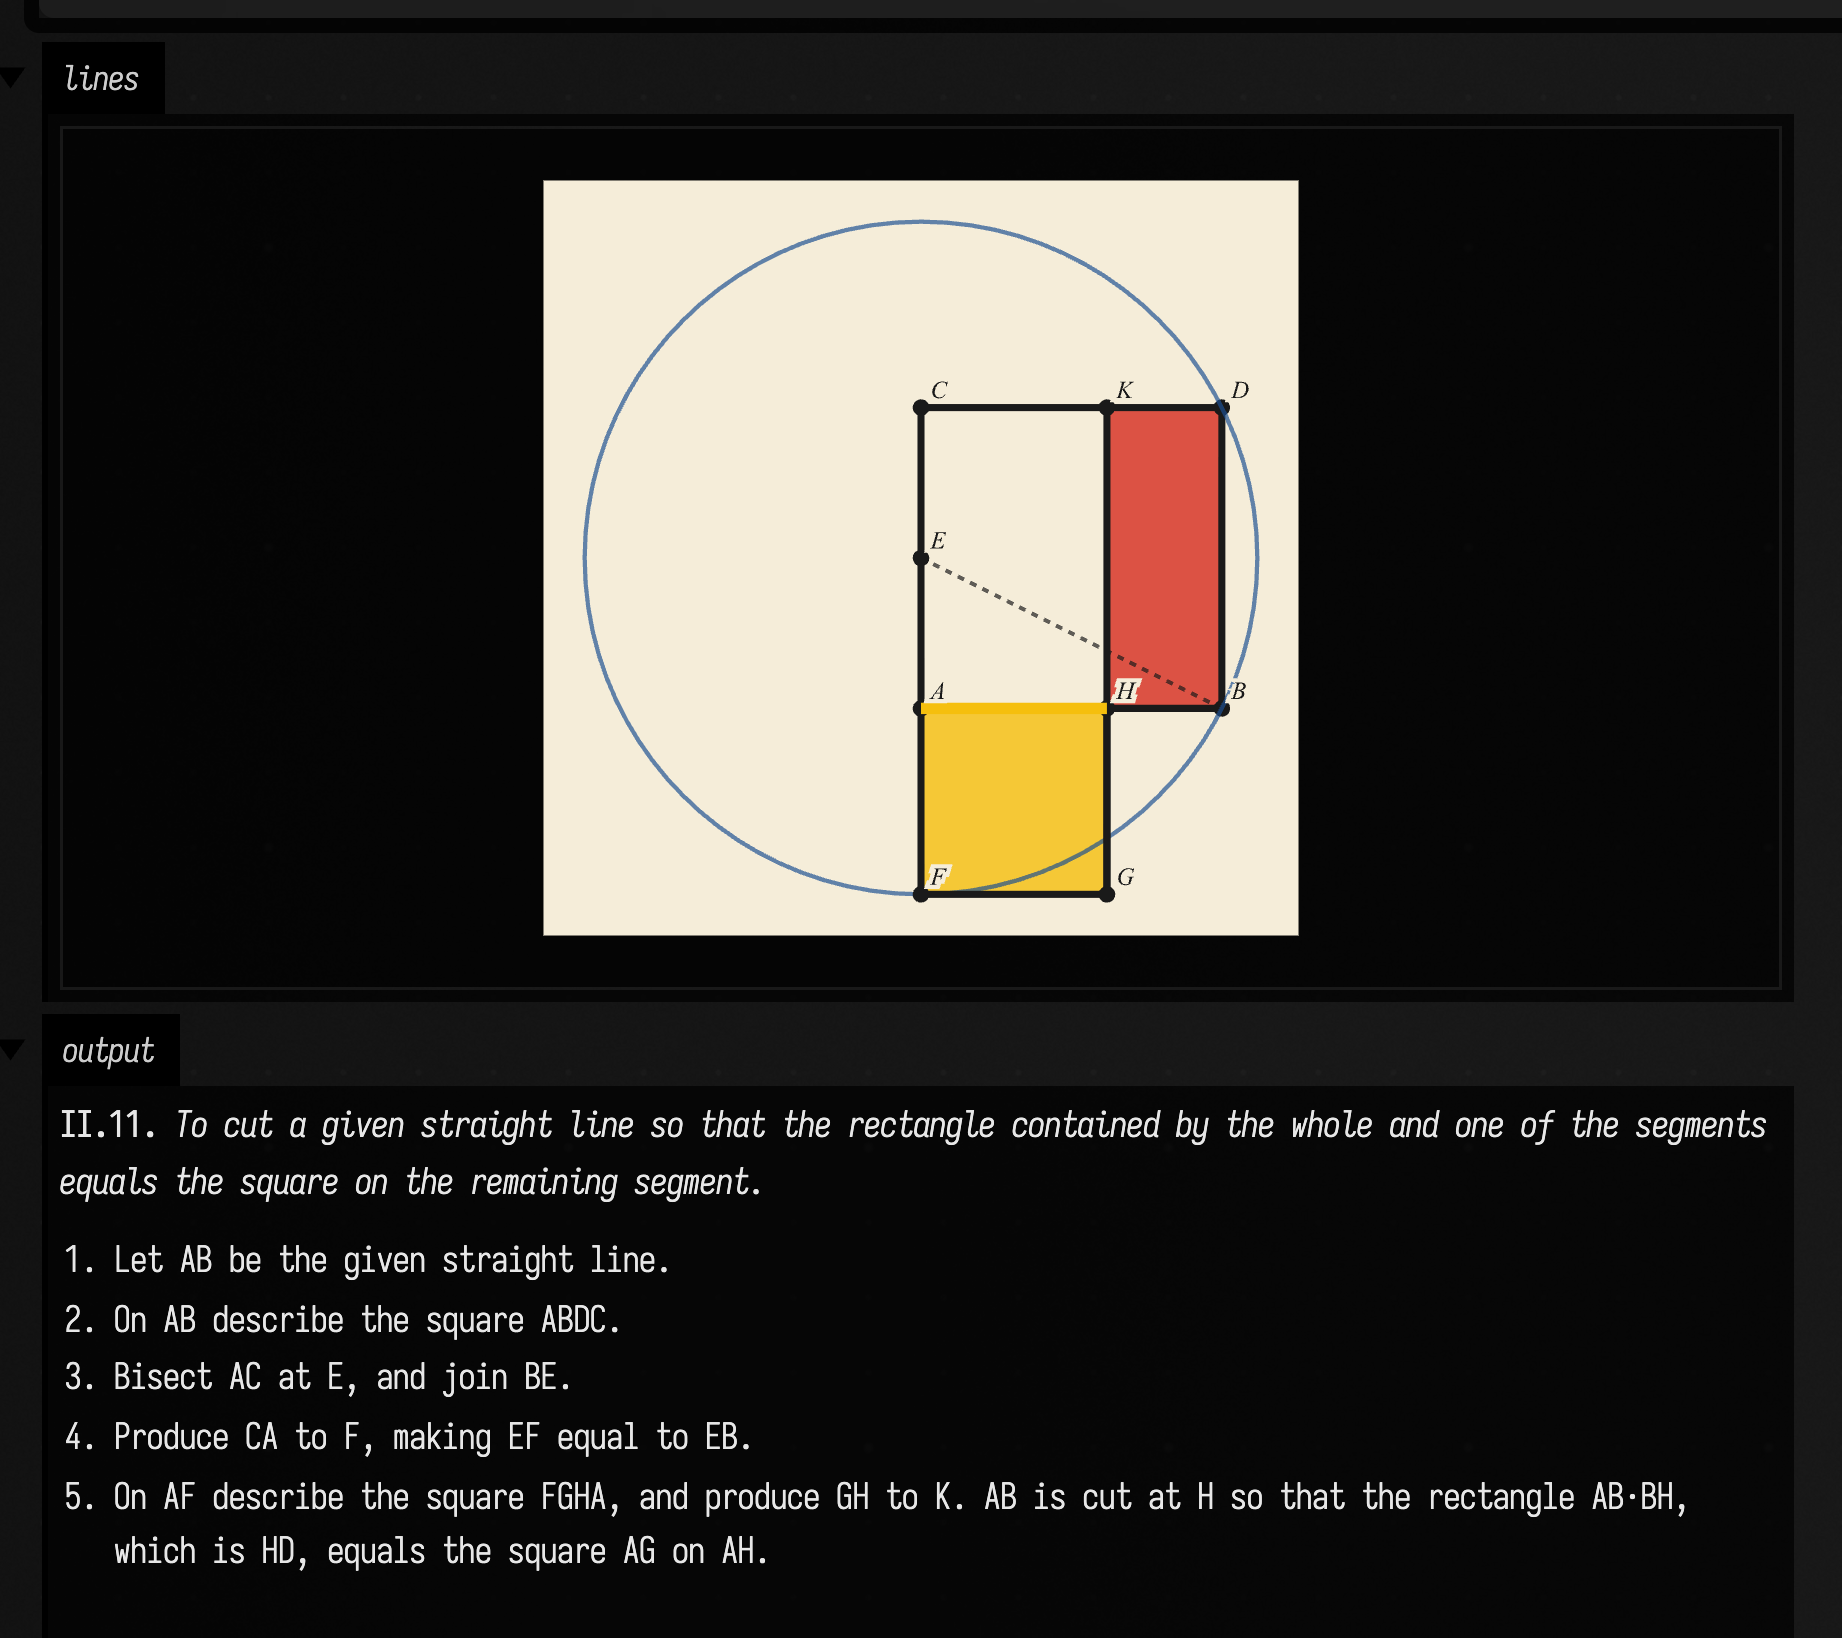 lines
C K D
E
A H B
F G
output
II.11. To cut a given straight line so that the rectangle contained by the whole and one of the segments
equals the square on the remaining segment.
1. Let AB be the given straight line.
2. On AB describe the square ABDC.
3. Bisect AC at E, and join BE.
4. Produce CA to F, making EF equal to EB.
5. On AF describe the square FGHA, and produce GH to K. AB is cut at H so that the rectangle AB·BH,
which is HD, equals the square AG on AH.